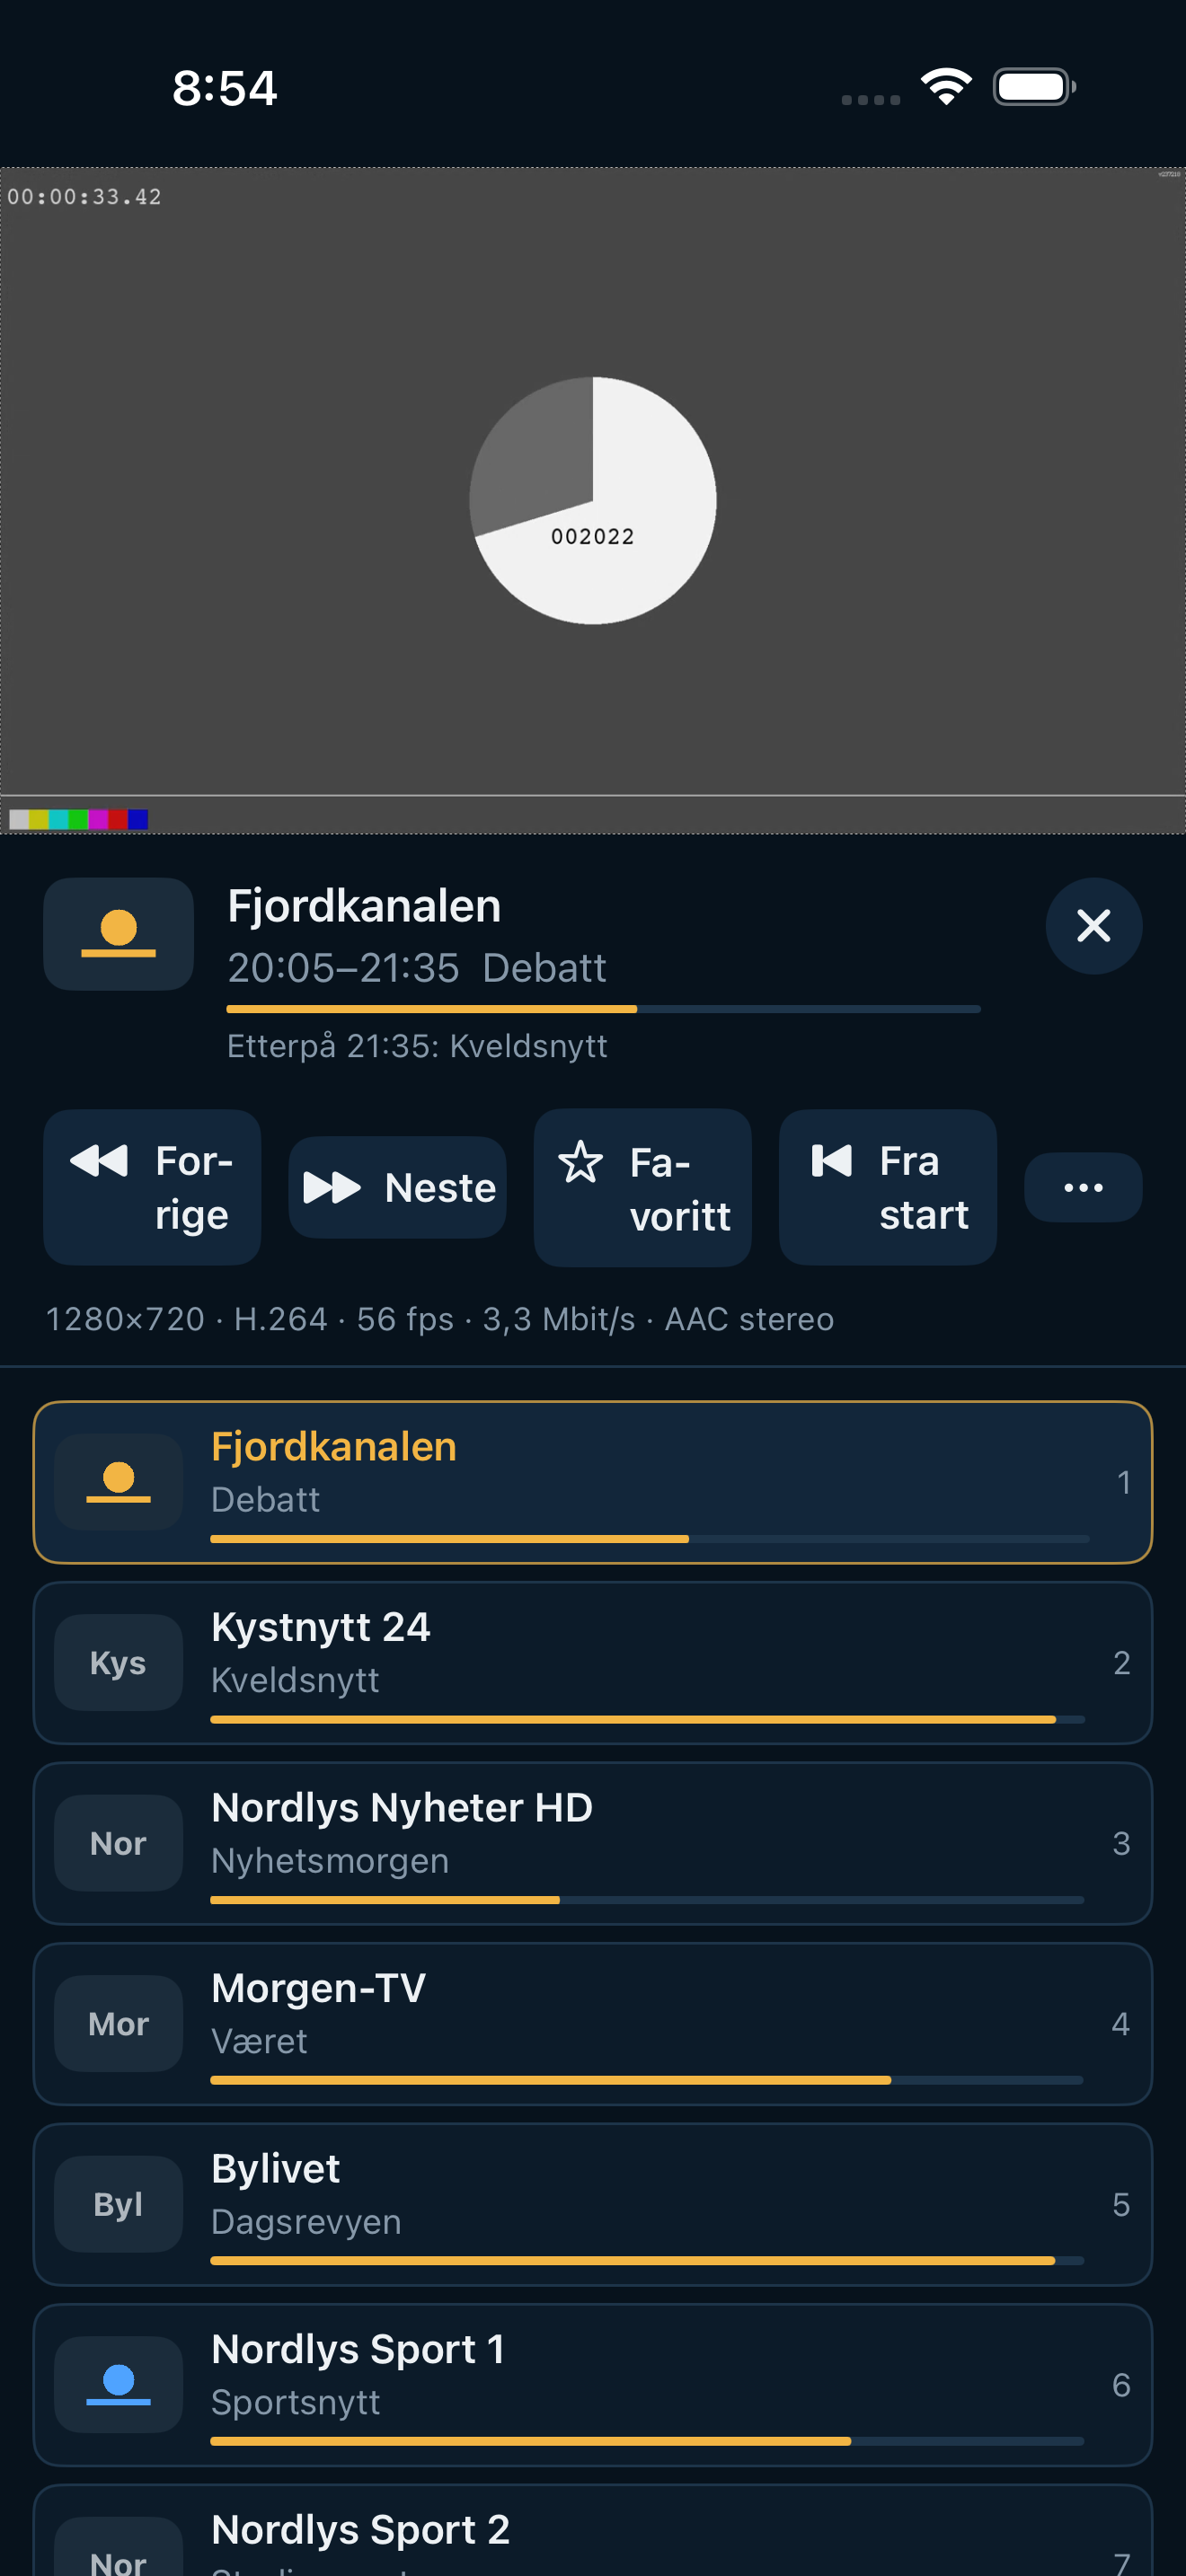 8:54
00:00:33.42
002022
Fjordkanalen
20:05–21:35 Debatt
Etterpå 21:35: Kveldsnytt
For-
rige
Neste
Fa-
voritt
Fra
start
1280×720 · H.264 · 56 fps · 3,3 Mbit/s · AAC stereo
Fjordkanalen
Debatt
1
Kys
Kystnytt 24
Kveldsnytt
2
Nor
Nordlys Nyheter HD
Nyhetsmorgen
3
Mor
Morgen-TV
Været
4
Byl
Bylivet
Dagsrevyen
5
Nordlys Sport 1
Sportsnytt
6
Nor
Nordlys Sport 2
7